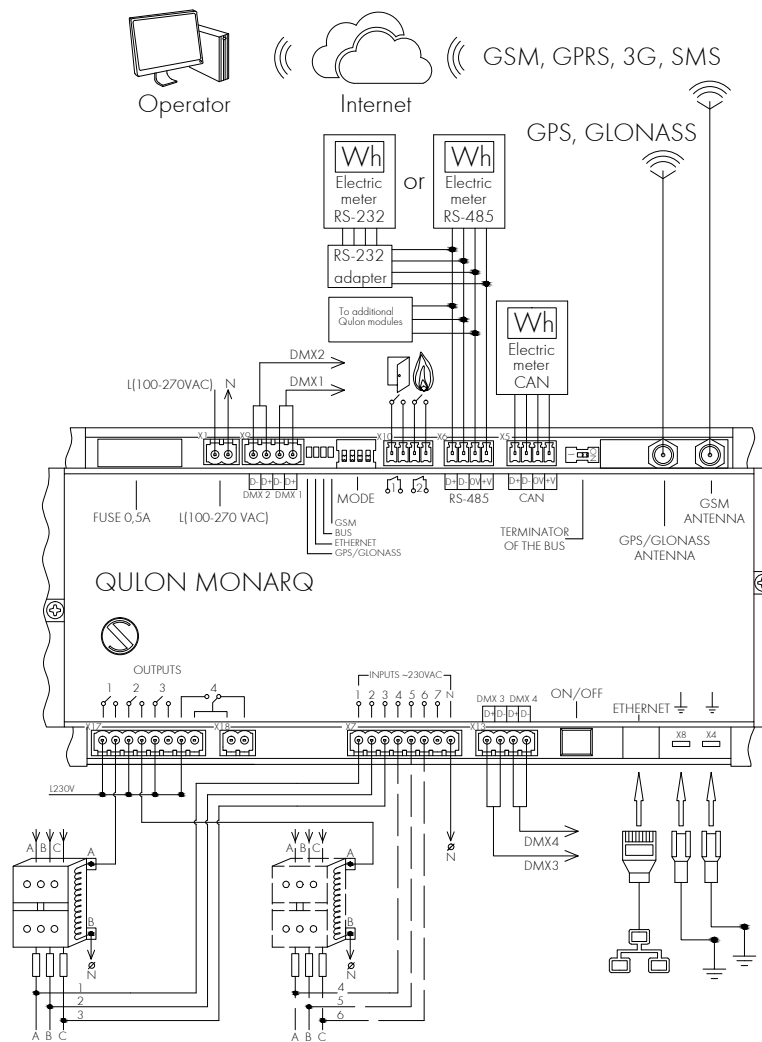 GSM, GPRS, 3G, SMS
Operator
Internet
GPS, GLONASS
Wh
Electric
meter
RS-232
or
Wh
Electric
meter
RS-485
RS-232
adapter
To additional
Qulon modules
Wh
Electric
meter
CAN
DMX2
DMX1
L(100-270VAC)
N
X1
X9
X10
X6
X5
D-
D+
D-
D+
DMX 2
DMX 1
MODE
1
2
D+
D-
0V
+V
RS-485
D+
D-
0V
+V
CAN
FUSE 0,5A
L(100-270 VAC)
GSM
BUS
ETHERNET
GPS/GLONASS
TERMINATOR
OF THE BUS
GPS/GLONASS
ANTENNA
GSM
ANTENNA
QULON MONARQ
OUTPUTS
1
2
3
4
INPUTS ~230VAC
1
2
3
4
5
6
7
N
DMX 3
DMX 4
D+
D-
D+
D-
ON/OFF
ETHERNET
X17
X18
X7
X13
X8
X4
L230V
A
B
C
A
B
N
A
B
C
A
B
N
N
DMX4
DMX3
1
2
3
4
5
6
A
B
C
A
B
C